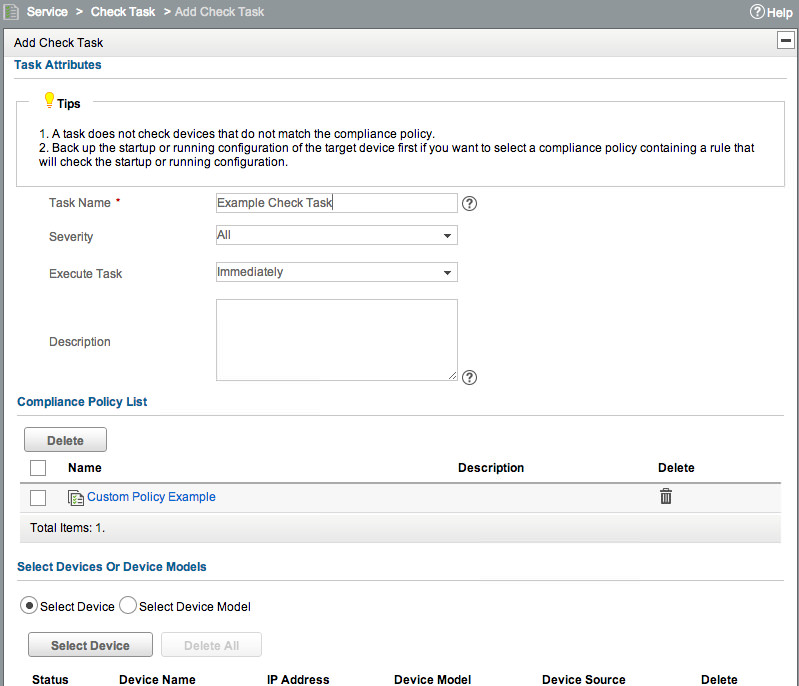 Service > Check Task > Add Check Task
Help
Add Check Task
Task Attributes
Tips
1. A task does not check devices that do not match the compliance policy.
2. Back up the startup or running configuration of the target device first if you want to select a compliance policy containing a rule that
will check the startup or running configuration.
Task Name * Example Check Task
Severity All
Execute Task Immediately
Description
Compliance Policy List
Delete
Name Description Delete
Custom Policy Example
Total Items: 1.
Select Devices Or Device Models
Select Device Select Device Model
Select Device Delete All
Status Device Name IP Address Device Model Device Source Delete